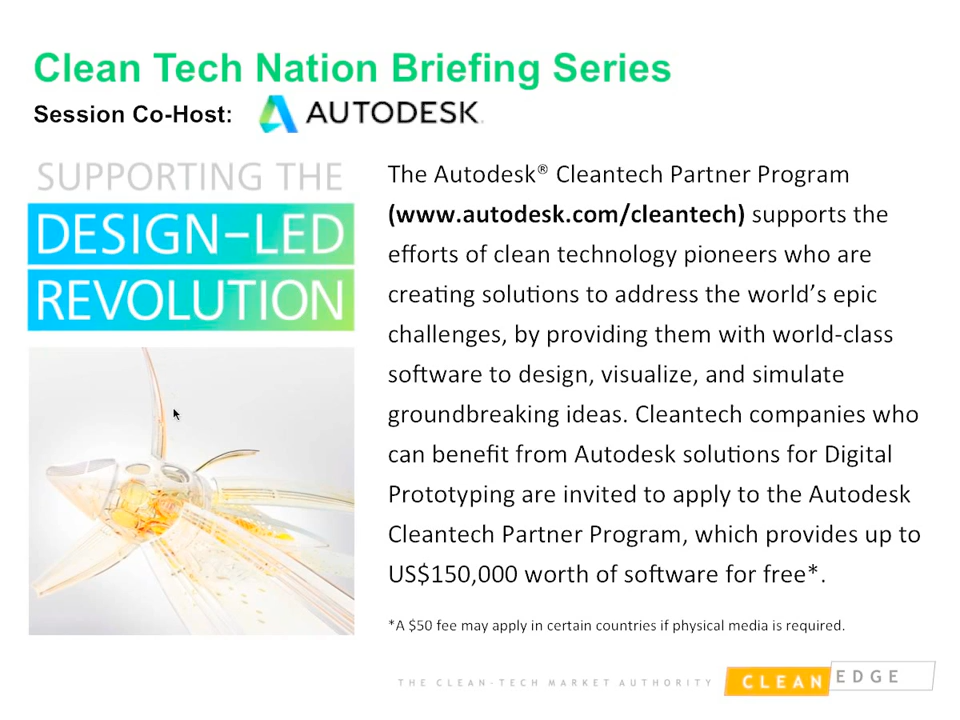 Clean Tech Nation Briefing Series
Session Co-Host: AUTODESK
SUPPORTING THE
DESIGN–LED
REVOLUTION
The Autodesk® Cleantech Partner Program
(www.autodesk.com/cleantech) supports the
efforts of clean technology pioneers who are
creating solutions to address the world’s epic
challenges, by providing them with world-class
software to design, visualize, and simulate
groundbreaking ideas. Cleantech companies who
can benefit from Autodesk solutions for Digital
Prototyping are invited to apply to the Autodesk
Cleantech Partner Program, which provides up to
US$150,000 worth of software for free*.
*A $50 fee may apply in certain countries if physical media is required.
THE CLEAN-TECH MARKET AUTHORITY CLEAN EDGE